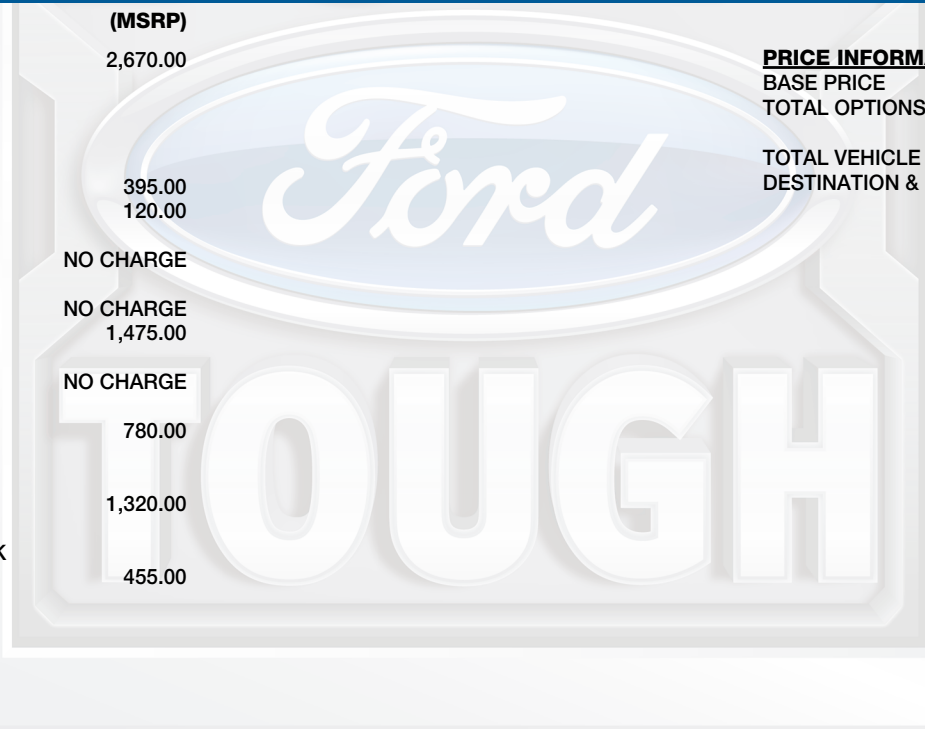 (MSRP)
2,670.00
395.00
120.00
NO CHARGE
NO CHARGE
1,475.00
NO CHARGE
780.00
1,320.00
K
455.00
PRICE INFORMA
BASE PRICE
TOTAL OPTIONS
TOTAL VEHICLE
DESTINATION &
Ford
TOUGH